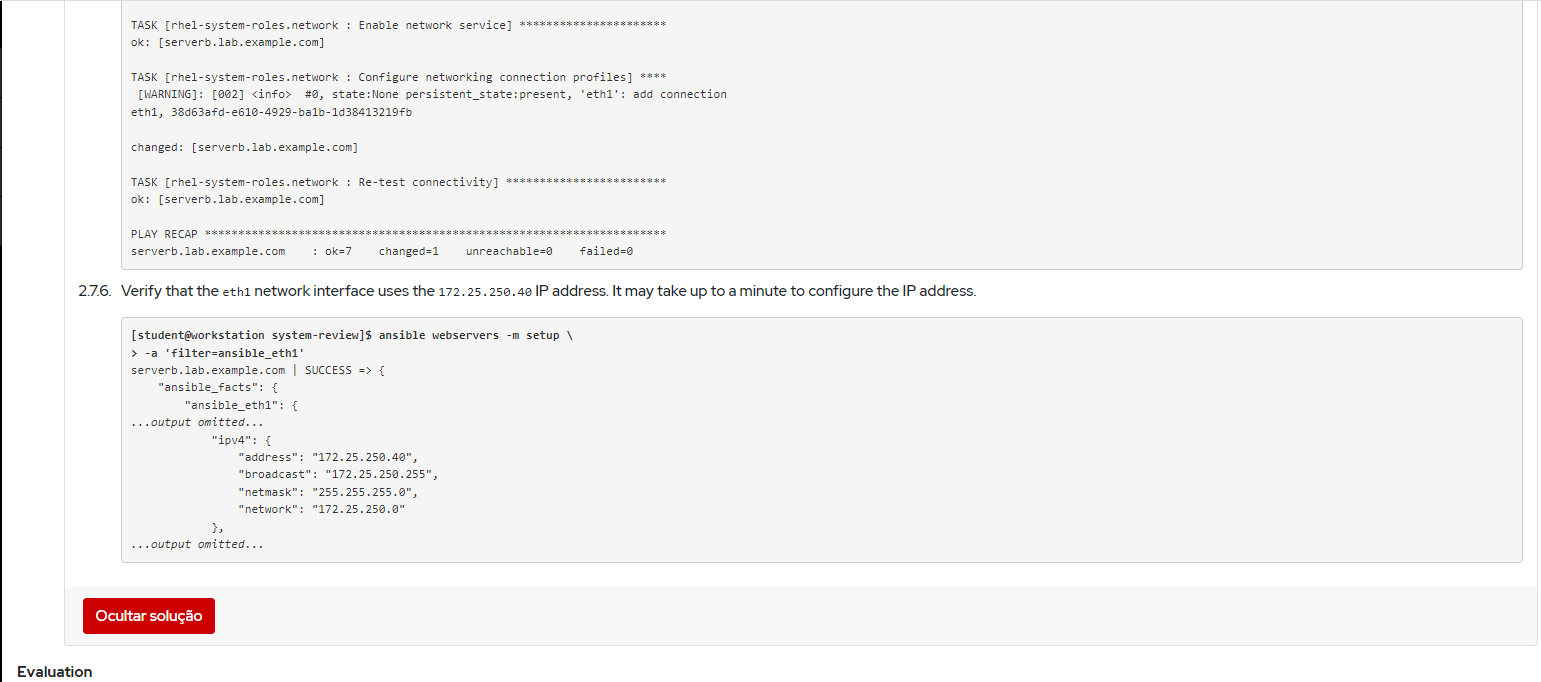 TASK [rhel-system-roles.network : Enable network service] **********************
ok: [serverb.lab.example.com]
TASK [rhel-system-roles.network : Configure networking connection profiles] ****
[WARNING]: [002] <info>  #0, state:None persistent_state:present, 'eth1': add connection
eth1, 38d63afd-e610-4929-ba1b-1d38413219fb
changed: [serverb.lab.example.com]
TASK [rhel-system-roles.network : Re-test connectivity] ************************
ok: [serverb.lab.example.com]
PLAY RECAP *********************************************************************
serverb.lab.example.com    : ok=7    changed=1    unreachable=0    failed=0
2.7.6. Verify that the eth1 network interface uses the 172.25.250.40 IP address. It may take up to a minute to configure the IP address.
[student@workstation system-review]$ ansible webservers -m setup \
> -a 'filter=ansible_eth1'
serverb.lab.example.com | SUCCESS => {
    "ansible_facts": {
        "ansible_eth1": {
...output omitted...
            "ipv4": {
                "address": "172.25.250.40",
                "broadcast": "172.25.250.255",
                "netmask": "255.255.255.0",
                "network": "172.25.250.0"
            },
...output omitted...
Ocultar solução
Evaluation